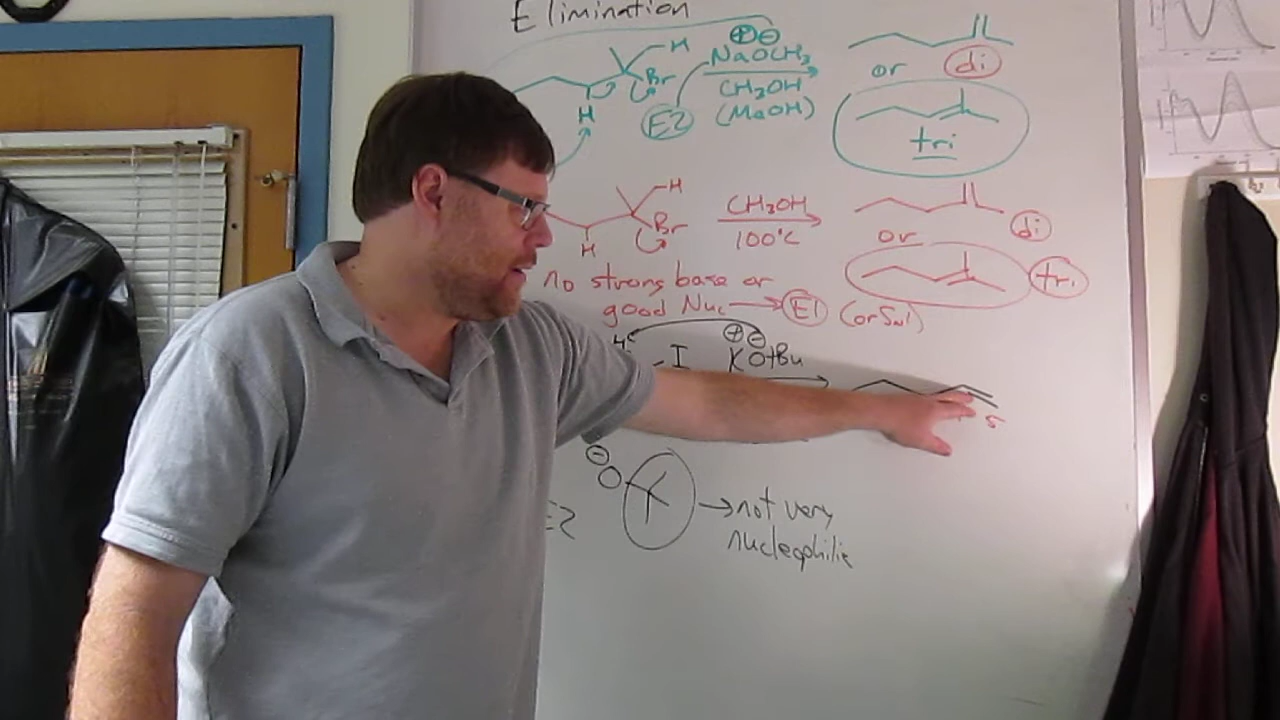 Elimination
H
Br
H
E2
⊕⊖
NaOCH3
CH3OH
(MeOH)
or
di
tri
H
Br
H
CH3OH
100°C
or
di
tri
no strong base or
good Nuc → E1 (or SN1)
H
I
⊕⊖
KOtBu
5
⊖
O
E2
→ not very
nucleophilic